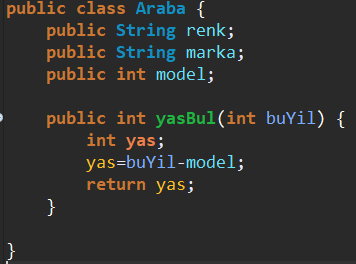 public class Araba {
public String renk;
public String marka;
public int model;
public int yasBul(int buYil) {
int yas;
yas=buYil-model;
return yas;
}
}